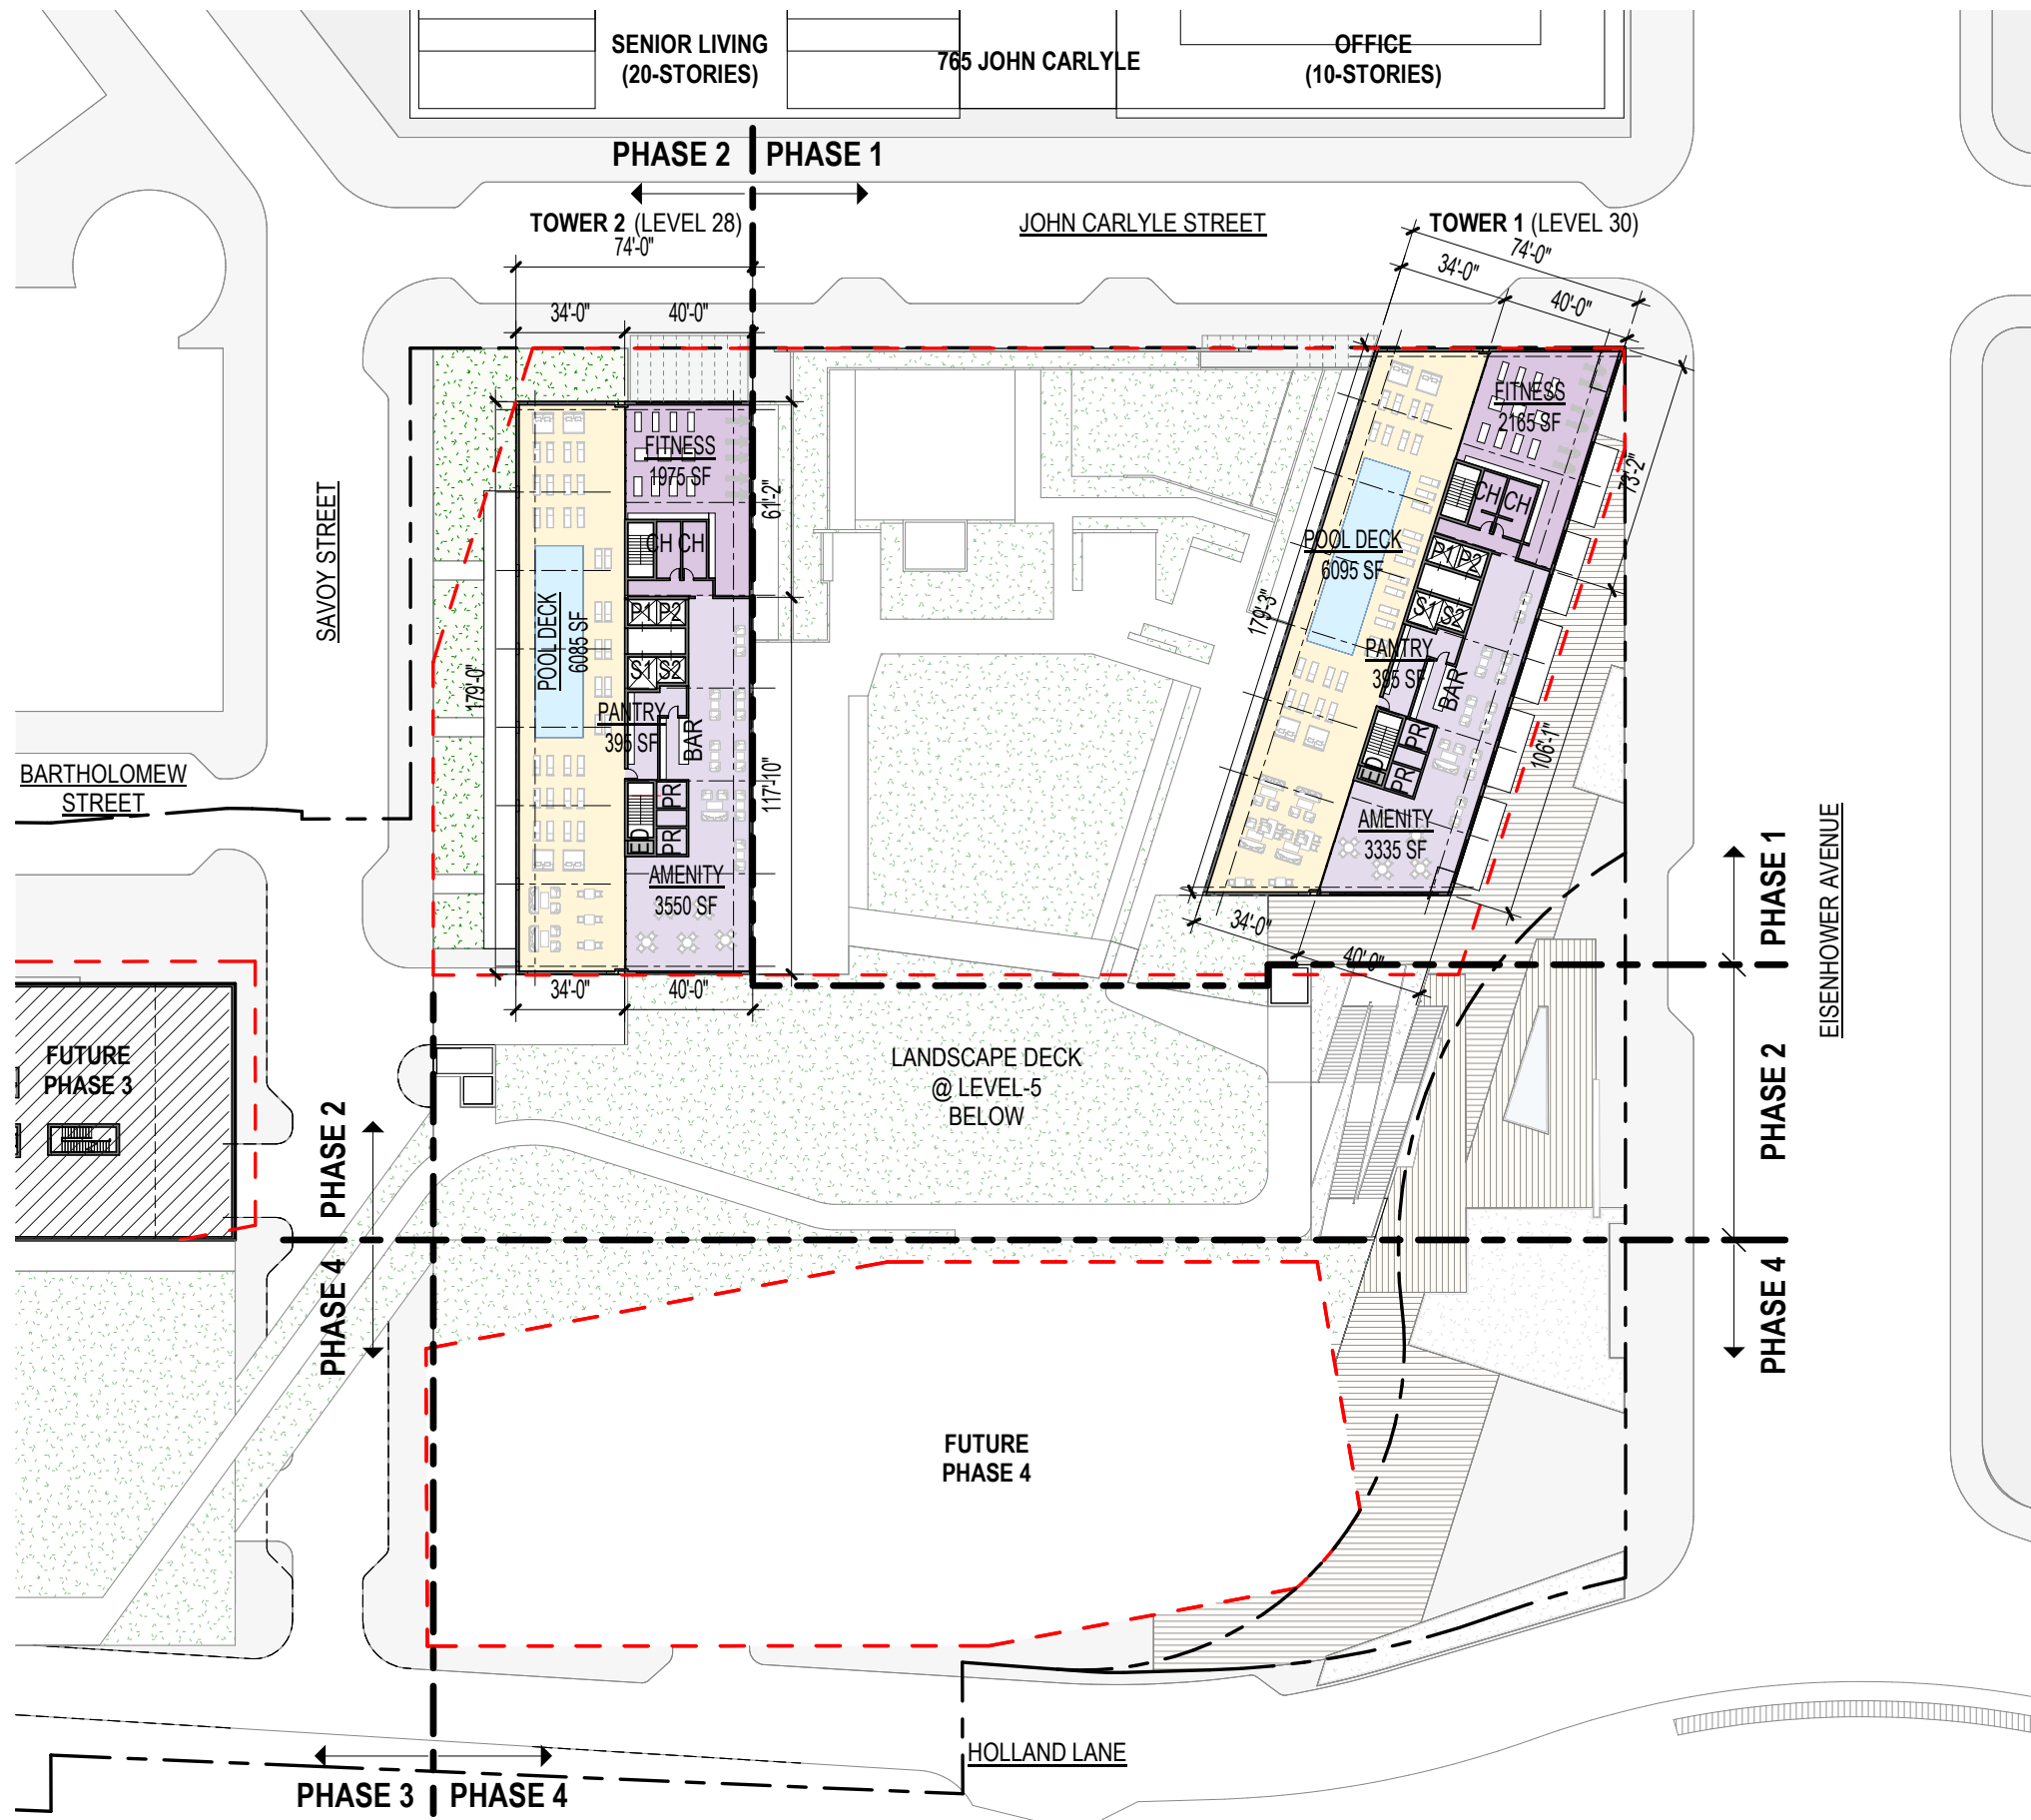 SENIOR LIVING
(20-STORIES)
765 JOHN CARLYLE
OFFICE
(10-STORIES)
PHASE 2
PHASE 1
TOWER 2 (LEVEL 28)
74'-0"
JOHN CARLYLE STREET
TOWER 1 (LEVEL 30)
74'-0"
34'-0"
40'-0"
34'-0"
40'-0"
FITNESS
1975 SF
61'-2"
CH
CH
P1
P2
S1
S2
POOL DECK
6085 SF
179'-0"
PANTRY
395 SF
BAR
117'-10"
PR
PR
ED
AMENITY
3550 SF
34'-0"
40'-0"
FITNESS
2165 SF
73'-2"
CH
CH
POOL DECK
6095 SF
P1
P2
S1
S2
179'-3"
PANTRY
395 SF
BAR
106'-1"
PR
PR
ED
AMENITY
3335 SF
34'-0"
40'-0"
SAVOY STREET
BARTHOLOMEW
STREET
EISENHOWER AVENUE
PHASE 1
PHASE 2
PHASE 4
FUTURE
PHASE 3
PHASE 2
PHASE 4
LANDSCAPE DECK
@ LEVEL-5
BELOW
FUTURE
PHASE 4
HOLLAND LANE
PHASE 3
PHASE 4